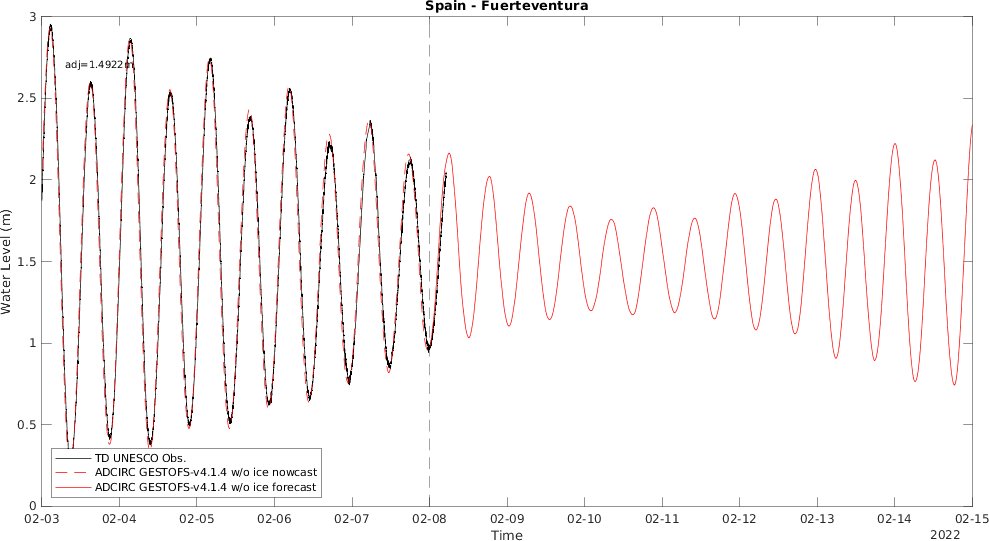 Spain - Fuerteventura
adj=1.4922m
3
2.5
2
1.5
1
0.5
0
Water Level (m)
TD UNESCO Obs.
ADCIRC GESTOFS-v4.1.4 w/o ice nowcast
ADCIRC GESTOFS-v4.1.4 w/o ice forecast
02-03 02-04 02-05 02-06 02-07 02-08 02-09 02-10 02-11 02-12 02-13 02-14 02-15
Time
2022